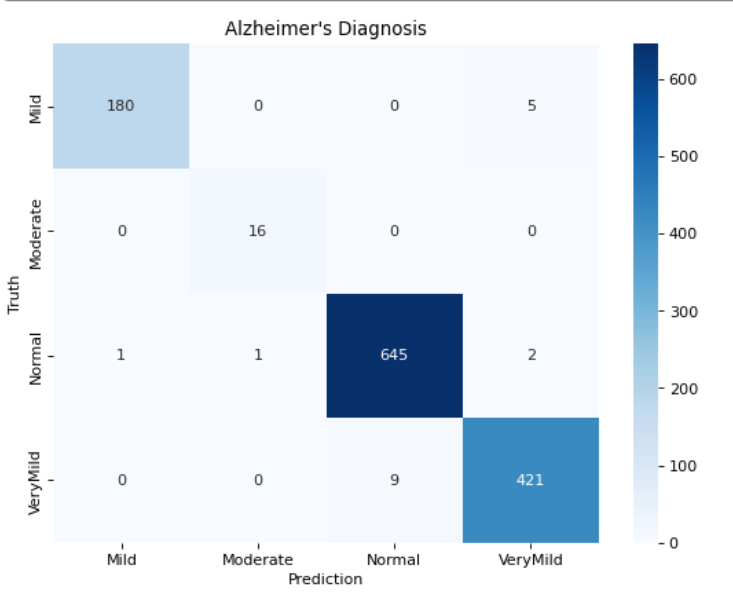 Alzheimer's Diagnosis
Truth
Mild
180 0 0 5
Moderate
0 16 0 0
Normal
1 1 645 2
VeryMild
0 0 9 421
Mild Moderate Normal VeryMild
Prediction
600
500
400
300
200
100
0